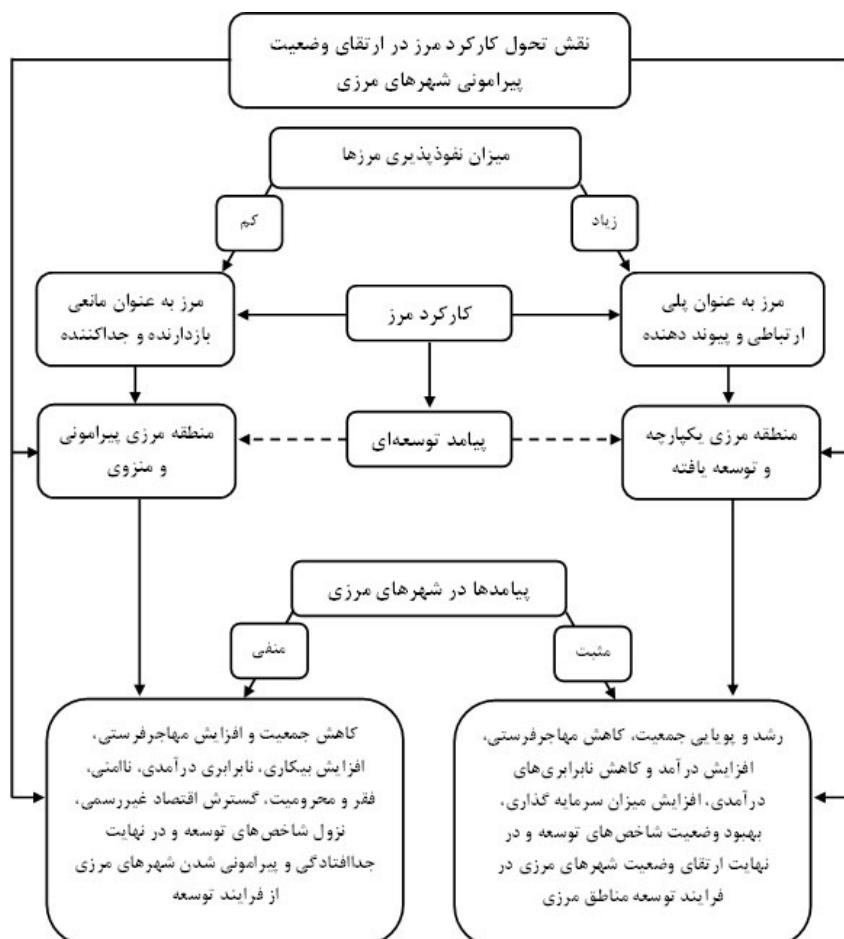 نقش تحول کارکرد مرز در ارتقای وضعیت
پیرامونی شهرهای مرزی
میزان نفوذپذیری مرزها
زیاد
کم
مرز به عنوان پلی
ارتباطی و پیوند دهنده
کارکرد مرز
مرز به عنوان مانعی
بازدارنده و جداکننده
منطقه مرزی یکپارچه
و توسعه یافته
پیامد توسعه‌ای
منطقه مرزی پیرامونی
و منزوی
پیامدها در شهرهای مرزی
مثبت
منفی
رشد و پویایی جمعیت، کاهش مهاجرفرستی،
افزایش درآمد و کاهش نابرابری‌های
درآمدی، افزایش میزان سرمایه گذاری،
بهبود وضعیت شاخص‌های توسعه و در
نهایت ارتقای وضعیت شهرهای مرزی در
فرایند توسعه مناطق مرزی
کاهش جمعیت و افزایش مهاجرفرستی،
افزایش بیکاری، نابرابری درآمدی، ناامنی،
فقر و محرومیت، گسترش اقتصاد غیررسمی،
نزول شاخص‌های توسعه و در نهایت
جداافتادگی و پیرامونی شدن شهرهای مرزی
از فرایند توسعه